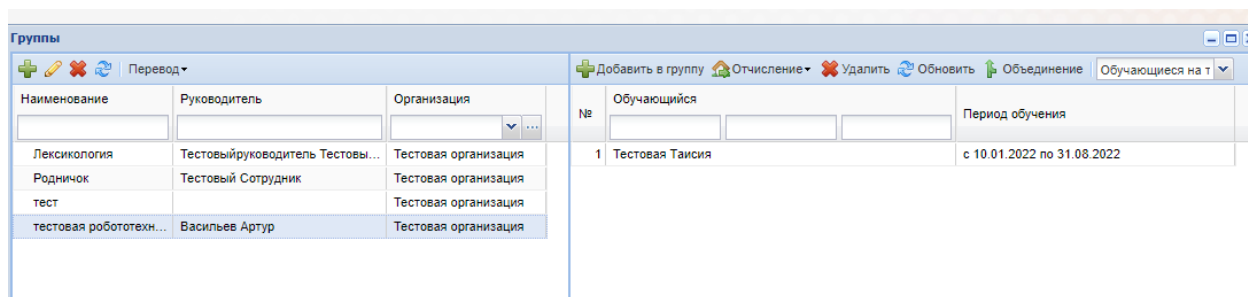 Группы
Перевод
Добавить в группу Отчисление Удалить Обновить Объединение Обучающиеся на т
Наименование Руководитель Организация
№ Обучающийся Период обучения
Лексикология Тестовыйруководитель Тестовы... Тестовая организация
1 Тестовая Таисия с 10.01.2022 по 31.08.2022
Родничок Тестовый Сотрудник Тестовая организация
тест Тестовая организация
тестовая робототехн... Васильев Артур Тестовая организация